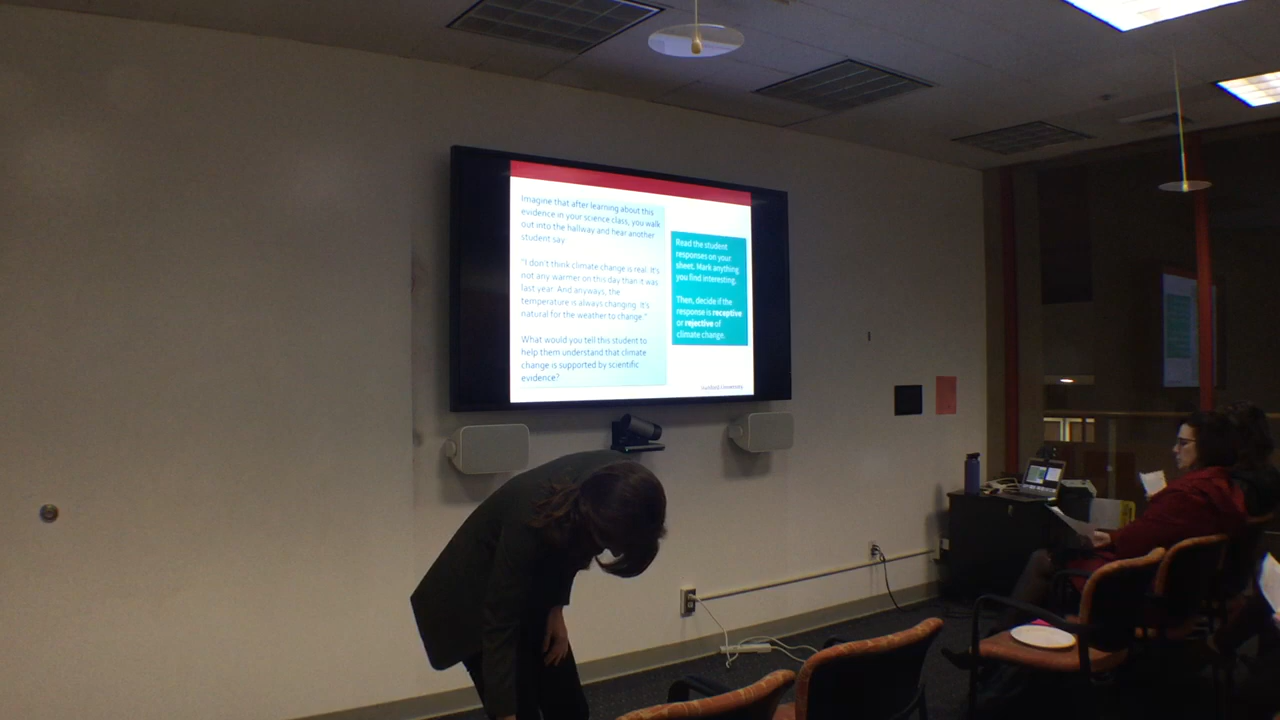 Imagine that after learning about this
evidence in your science class, you walk
out into the hallway and hear another
student say
"I don't think climate change is real. It's
not any warmer on this day than it was
last year. And anyways, the
temperature is always changing. It's
natural for the weather to change."
What would you tell this student to
help them understand that climate
change is supported by scientific
evidence?
Read the student
responses on your
sheet. Mark anything
you find interesting.
Then, decide if the
response is receptive
or rejective of
climate change.